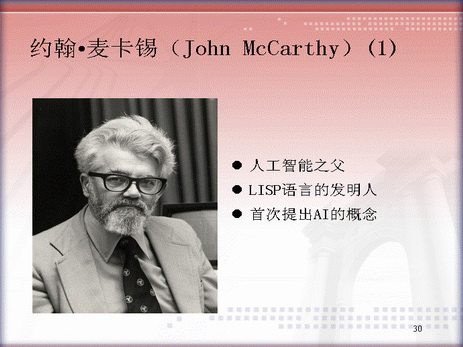 约翰•麦卡锡（John McCarthy）(1)
● 人工智能之父
● LISP语言的发明人
● 首次提出AI的概念
30